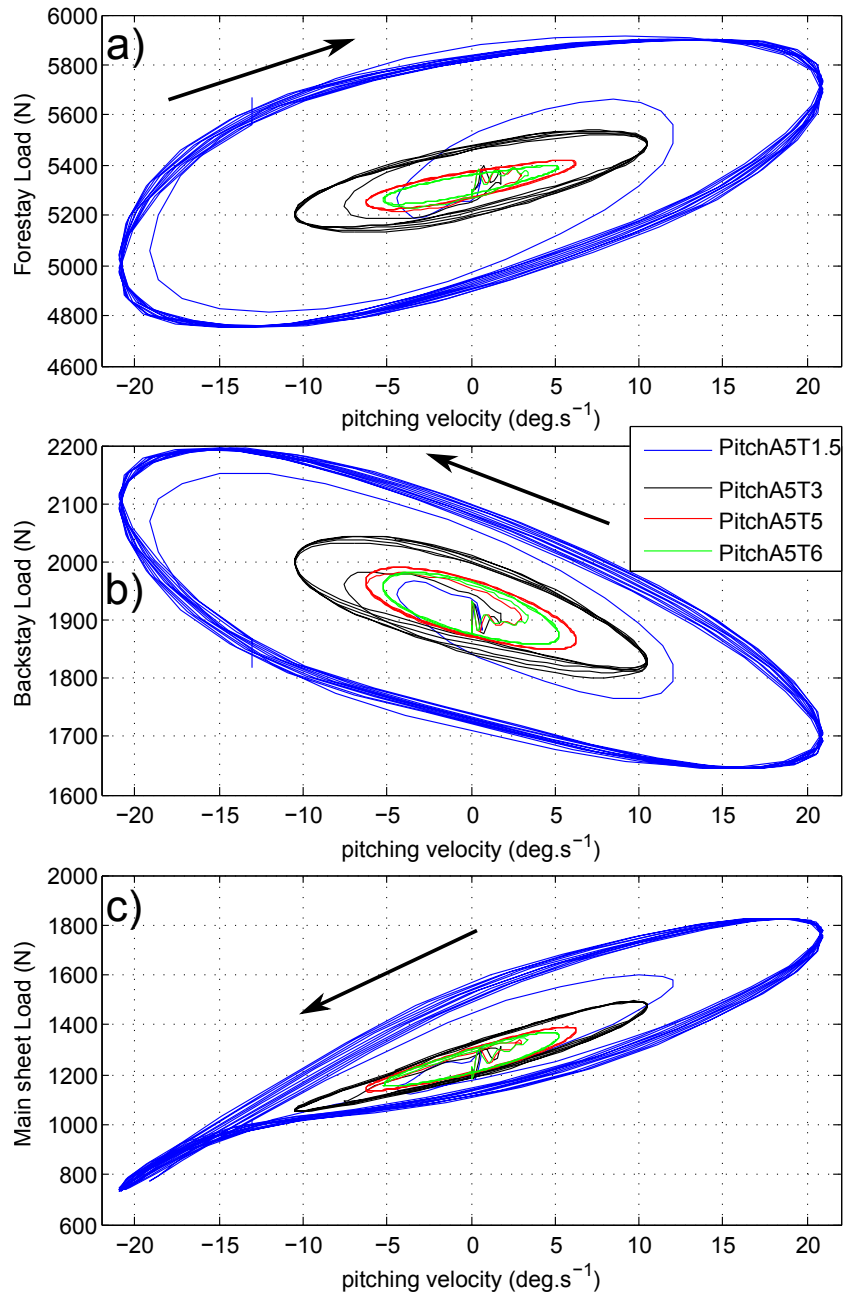 a)
6000
5800
5600
5400
5200
5000
4800
4600
Forestay Load (N)
−20 −15 −10 −5 0 5 10 15 20
pitching velocity (deg.s−1)
b)
2200
2100
2000
1900
1800
1700
1600
Backstay Load (N)
PitchA5T1.5
PitchA5T3
PitchA5T5
PitchA5T6
−20 −15 −10 −5 0 5 10 15 20
pitching velocity (deg.s−1)
c)
2000
1800
1600
1400
1200
1000
800
600
Main sheet Load (N)
−20 −15 −10 −5 0 5 10 15 20
pitching velocity (deg.s−1)